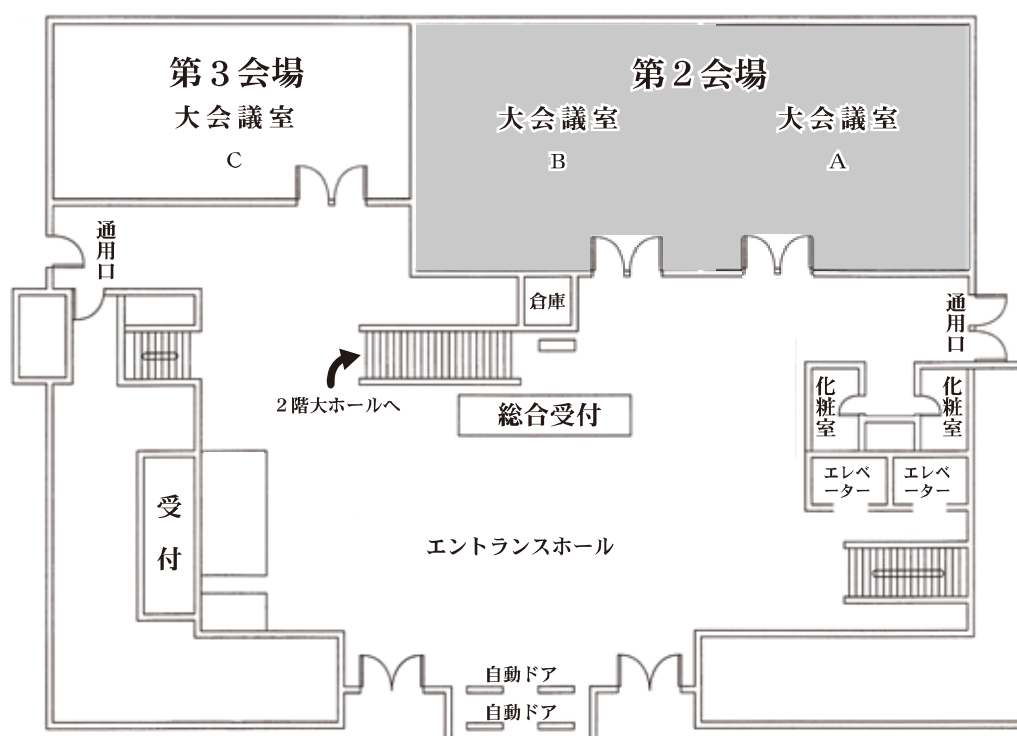 第3会場
大会議室
C
第2会場
大会議室
B
大会議室
A
通用口
倉庫
通用口
2階大ホールへ
総合受付
化粧室
化粧室
エレベーター
エレベーター
受付
エントランスホール
自動ドア
自動ドア